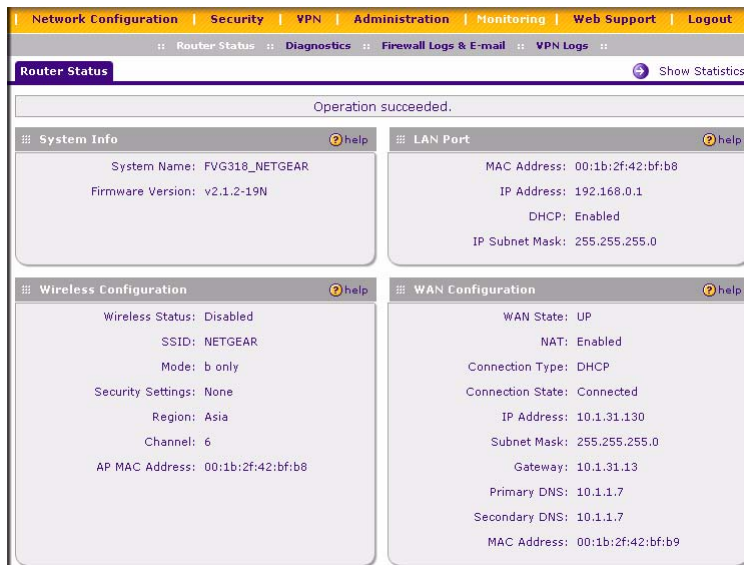 Network Configuration | Security | VPN | Administration | Monitoring | Web Support | Logout
:: Router Status :: Diagnostics :: Firewall Logs & E-mail :: VPN Logs ::
Router Status
Show Statistics
Operation succeeded.
System Info
help
System Name: FVG318_NETGEAR
Firmware Version: v2.1.2-19N
LAN Port
help
MAC Address: 00:1b:2f:42:bf:b8
IP Address: 192.168.0.1
DHCP: Enabled
IP Subnet Mask: 255.255.255.0
Wireless Configuration
help
Wireless Status: Disabled
SSID: NETGEAR
Mode: b only
Security Settings: None
Region: Asia
Channel: 6
AP MAC Address: 00:1b:2f:42:bf:b8
WAN Configuration
help
WAN State: UP
NAT: Enabled
Connection Type: DHCP
Connection State: Connected
IP Address: 10.1.31.130
Subnet Mask: 255.255.255.0
Gateway: 10.1.31.13
Primary DNS: 10.1.1.7
Secondary DNS: 10.1.1.7
MAC Address: 00:1b:2f:42:bf:b9